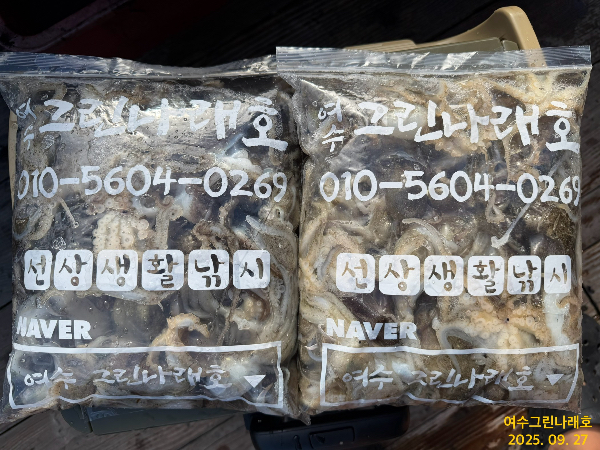 여수 그린나래호
010-5604-0269
선상생활낚시
NAVER
여수 그린나래호 ▼
여수 그린나래호
010-5604-0269
선상생활낚시
NAVER
여수 그린나래호 ▼
여수그린나래호
2025. 09. 27